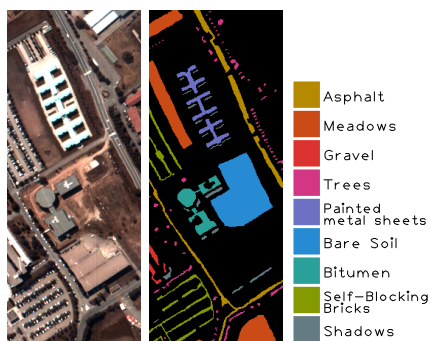 Asphalt
Meadows
Gravel
Trees
Painted
metal sheets
Bare Soil
Bitumen
Self-Blocking
Bricks
Shadows